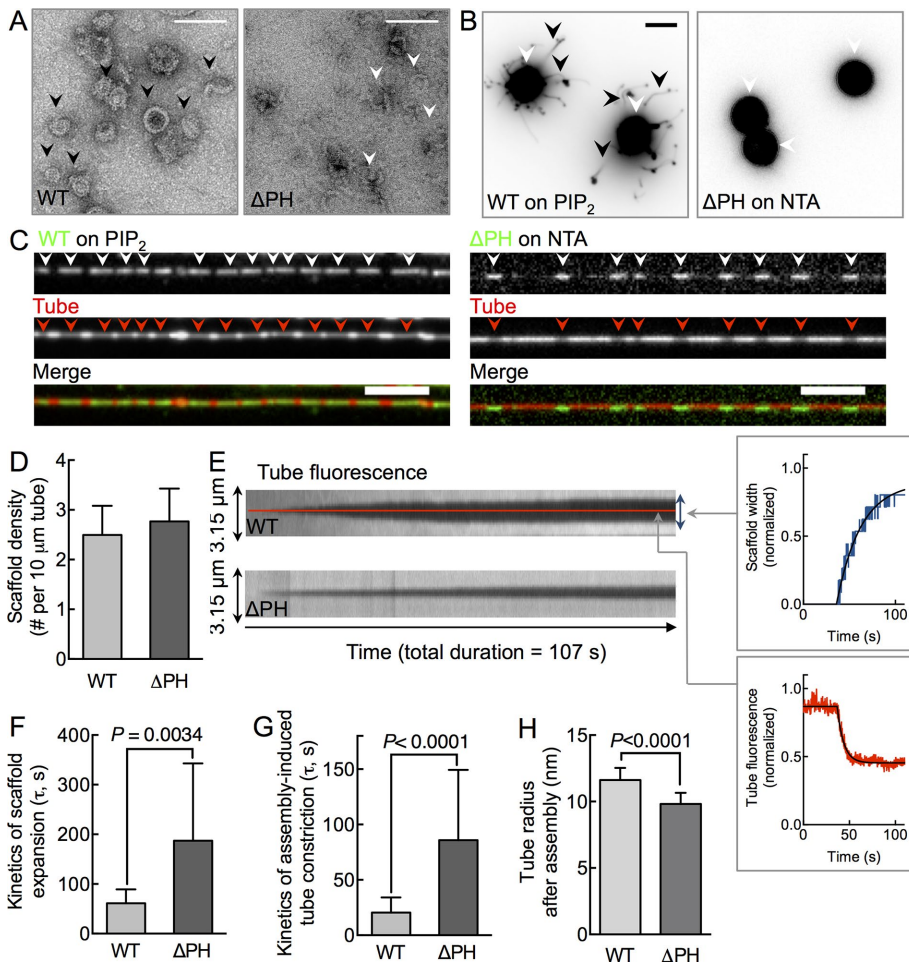 A
WT
ΔPH
B
WT on PIP2
ΔPH on NTA
C
WT on PIP2
Tube
Merge
ΔPH on NTA
Tube
Merge
D
Scaffold density
(# per 10 µm tube)
4
3
2
1
0
WT ΔPH
E
Tube fluorescence
3.15 µm
WT
3.15 µm
ΔPH
Time (total duration = 107 s)
Scaffold width
(normalized)
1.0
0.5
0.0
0 50 100
Time (s)
Tube fluorescence
(normalized)
1.0
0.5
0.0
0 50 100
Time (s)
F
P = 0.0034
Kinetics of scaffold
expansion (τ, s)
400
300
200
100
0
WT ΔPH
G
P< 0.0001
Kinetics of assembly-induced
tube constriction (τ, s)
150
100
50
0
WT ΔPH
H
P<0.0001
Tube radius
after assembly (nm)
15
10
5
0
WT ΔPH